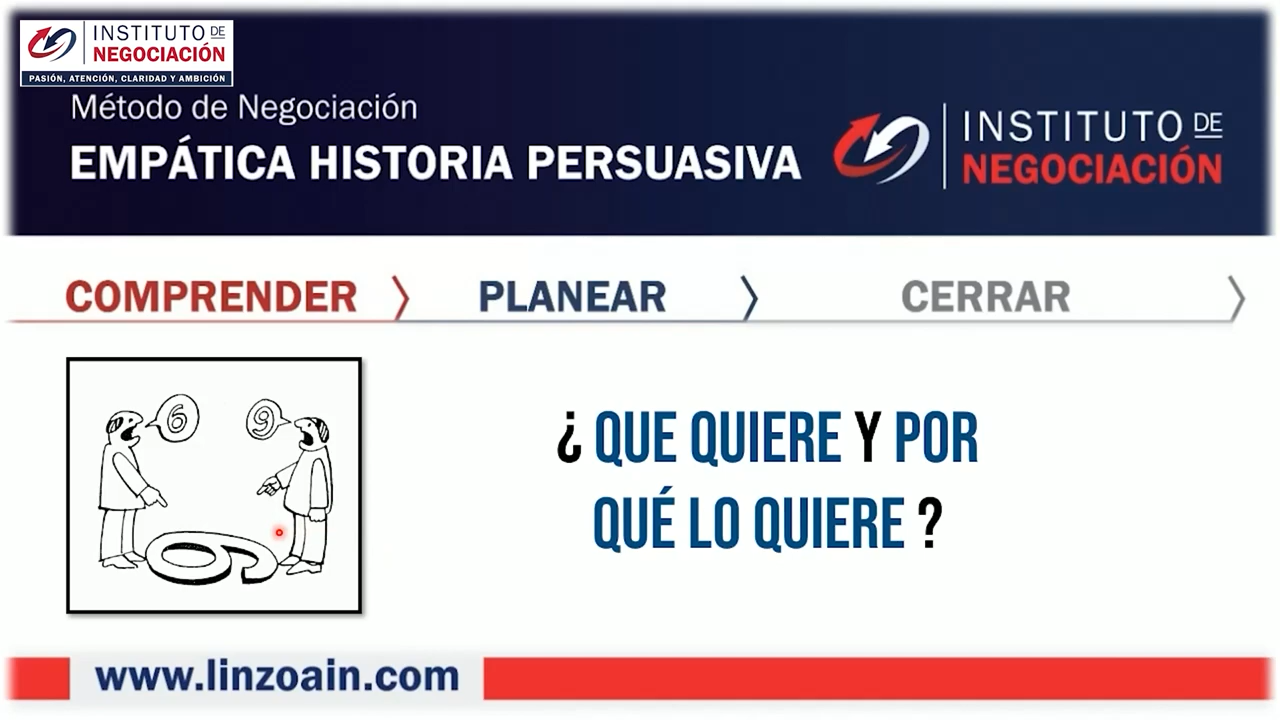 INSTITUTO DE
NEGOCIACIÓN
PASIÓN, ATENCIÓN, CLARIDAD Y AMBICIÓN
Método de Negociación
EMPÁTICA HISTORIA PERSUASIVA
INSTITUTO DE
NEGOCIACIÓN
COMPRENDER
PLANEAR
CERRAR
6
9
¿ QUE QUIERE Y POR
QUÉ LO QUIERE ?
www.linzoain.com